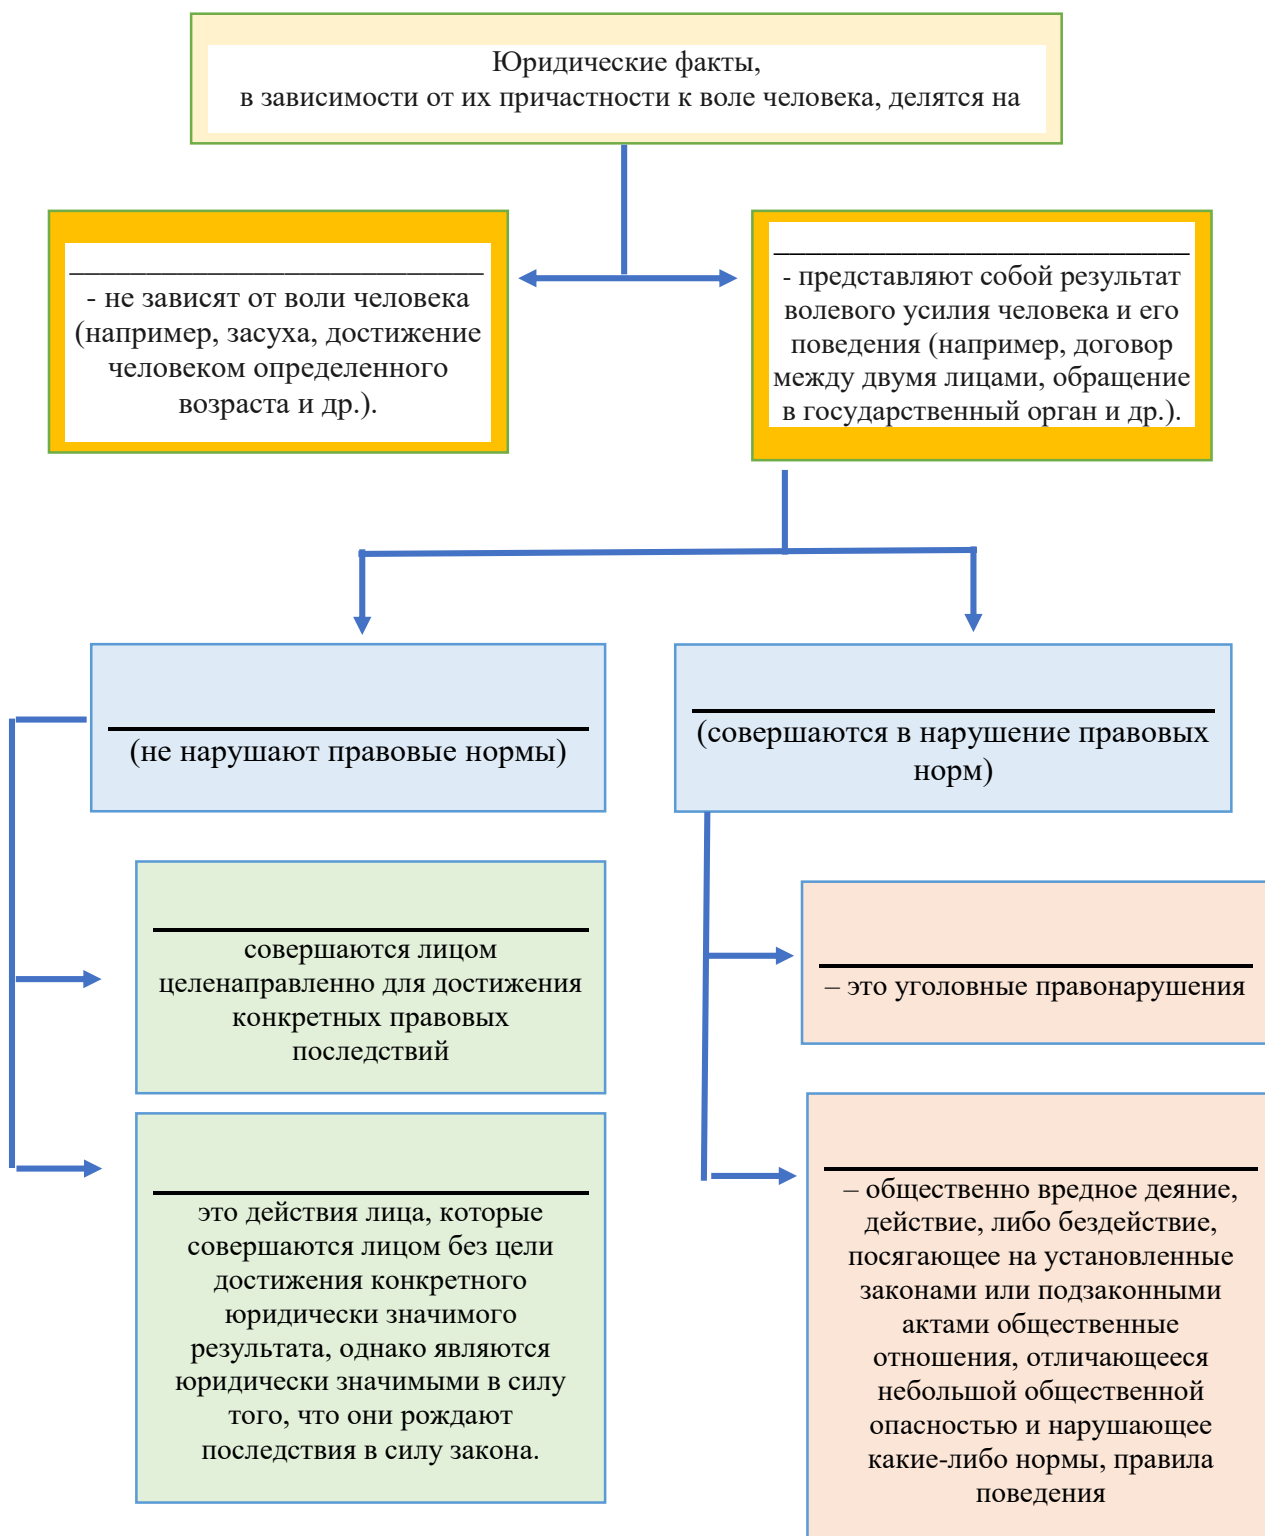 Юридические факты,
в зависимости от их причастности к воле человека, делятся на
_____________________________
- не зависят от воли человека
(например, засуха, достижение
человеком определенного
возраста и др.).
_____________________________
- представляют собой результат
волевого усилия человека и его
поведения (например, договор
между двумя лицами, обращение
в государственный орган и др.).
(не нарушают правовые нормы)
(совершаются в нарушение правовых
норм)
совершаются лицом
целенаправленно для достижения
конкретных правовых
последствий
– это уголовные правонарушения
это действия лица, которые
совершаются лицом без цели
достижения конкретного
юридически значимого
результата, однако являются
юридически значимыми в силу
того, что они рождают
последствия в силу закона.
– общественно вредное деяние,
действие, либо бездействие,
посягающее на установленные
законами или подзаконными
актами общественные
отношения, отличающееся
небольшой общественной
опасностью и нарушающее
какие-либо нормы, правила
поведения